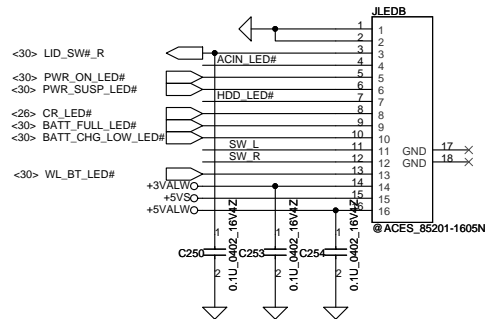 JLEDB
1 1
2 2
<30> LID_SW#_R 3 3
ACIN_LED# 4 4
<30> PWR_ON_LED# 5 5
<30> PWR_SUSP_LED# 6 6
HDD_LED# 7 7
<26> CR_LED# 8 8
<30> BATT_FULL_LED# 9 9
<30> BATT_CHG_LOW_LED# 10 10
SW_L 11 11 GND 17
SW_R 12 12 GND 18
<30> WL_BT_LED# 13 13
+3VALW 14 14
+5VS 15 15
+5VALW 16 16
@ACES_85201-1605N
C250 1 2 0.1U_0402_16V4Z
C253 1 2 0.1U_0402_16V4Z
C254 1 2 0.1U_0402_16V4Z